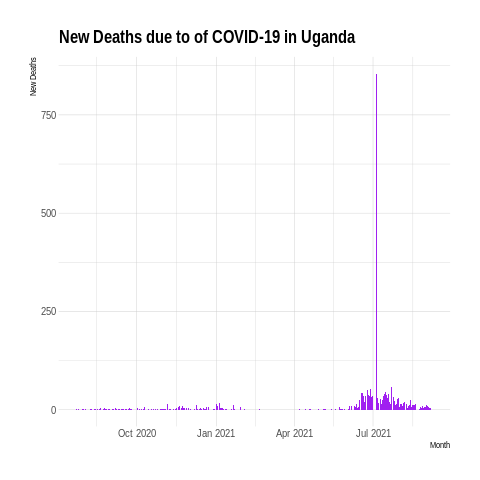 New Deaths due to of COVID-19 in Uganda
New Deaths
750
500
250
0
Oct 2020
Jan 2021
Apr 2021
Jul 2021
Month